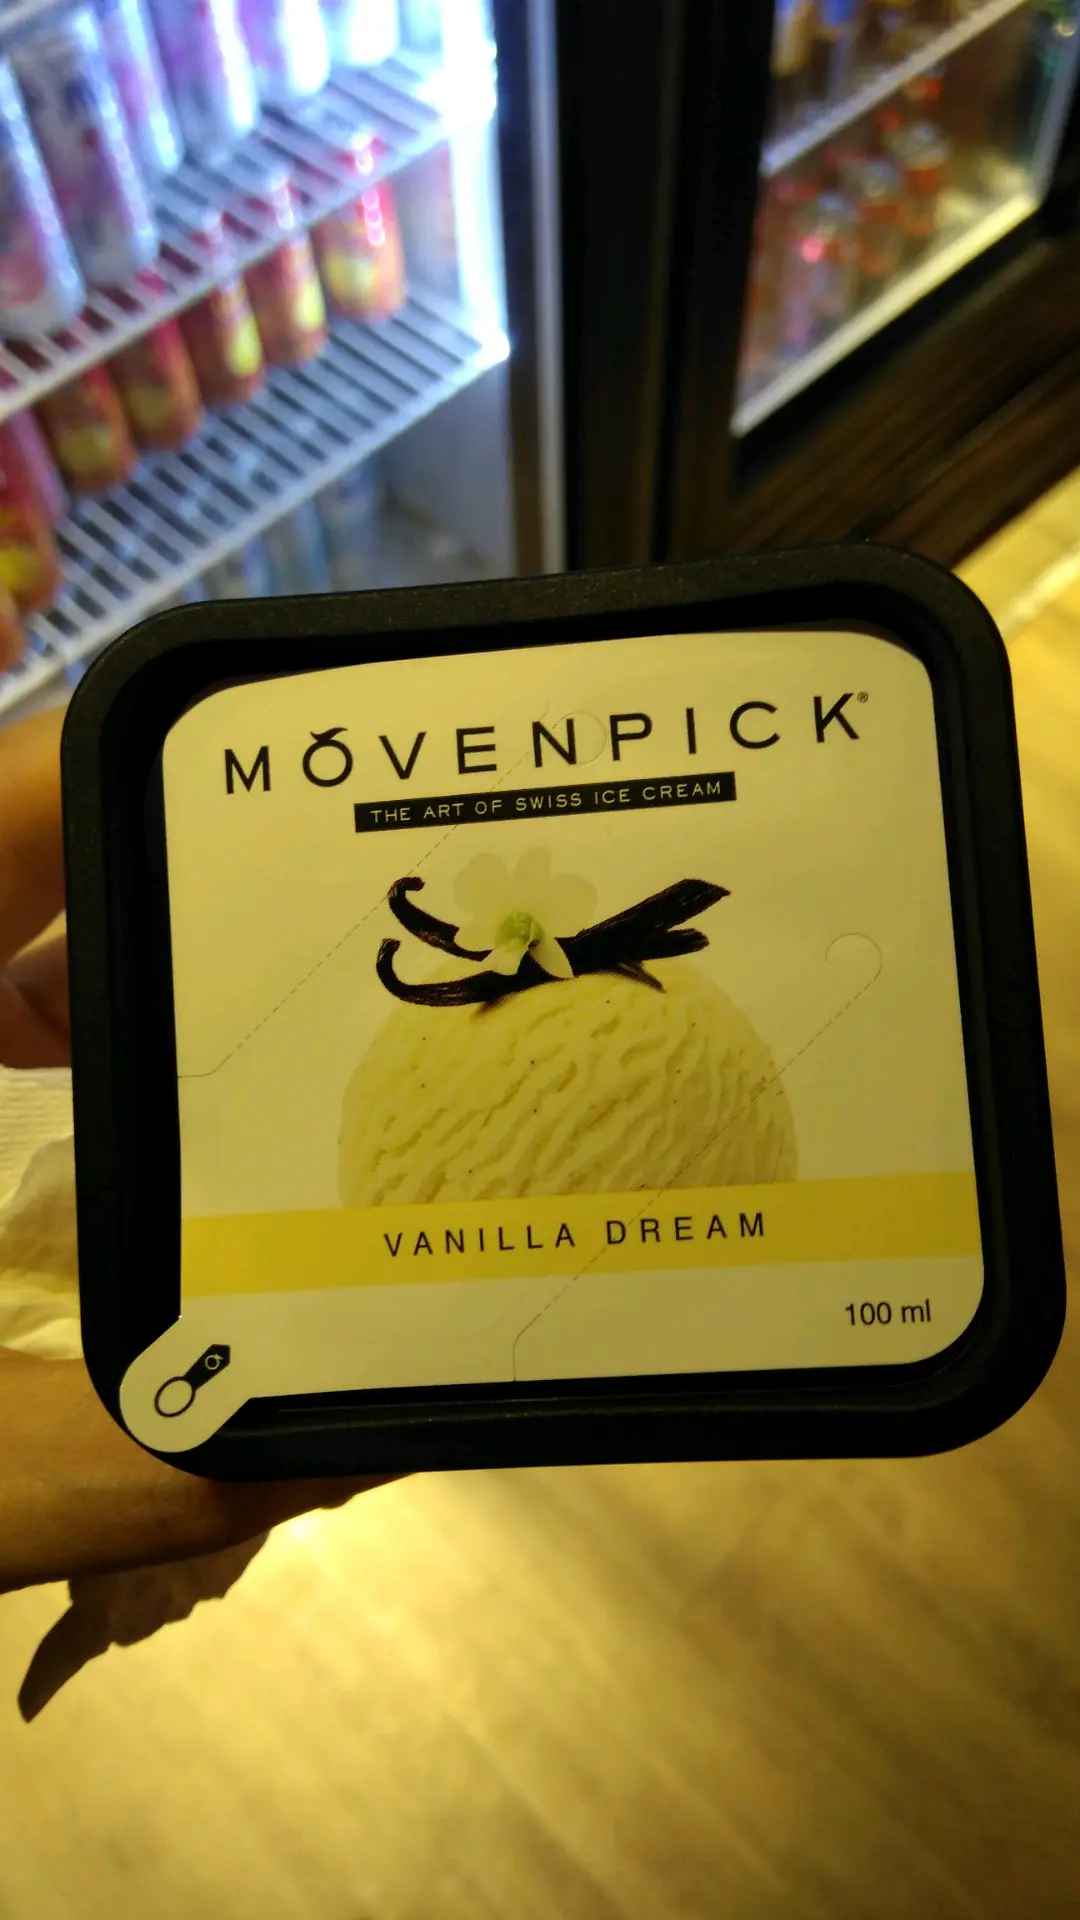 MÖVENPICK®
THE ART OF SWISS ICE CREAM
VANILLA DREAM
100 ml